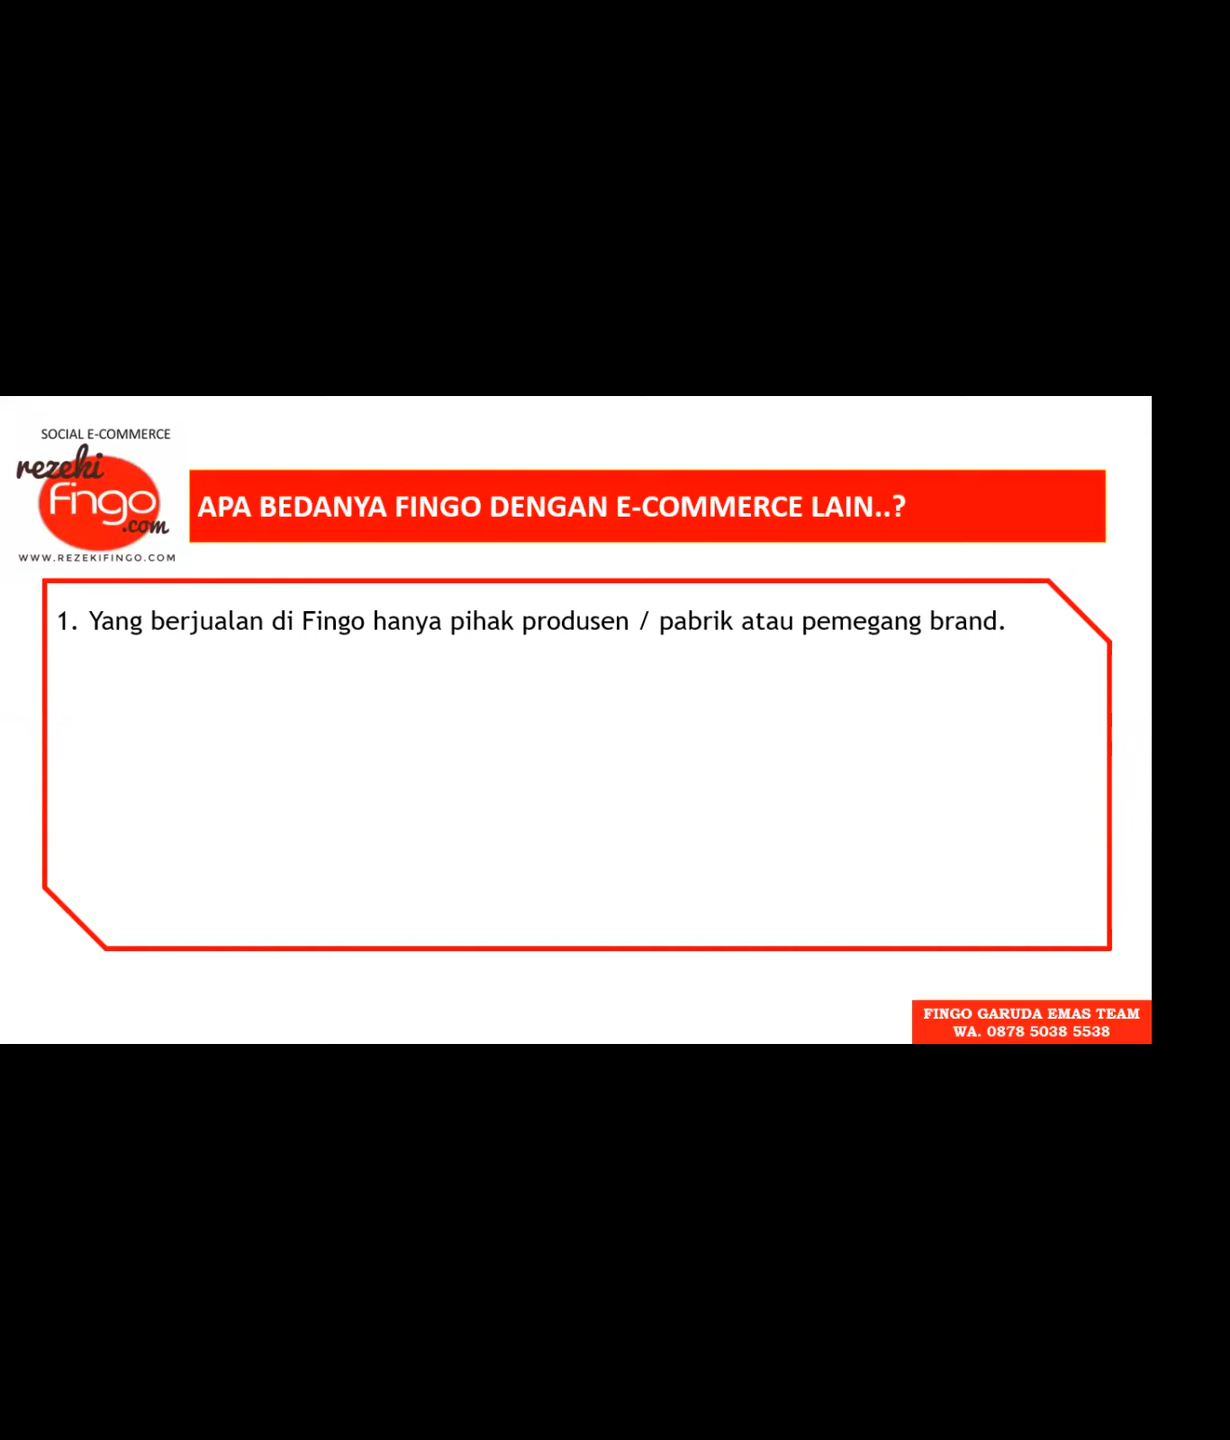 SOCIAL E-COMMERCE
rezeki
Fingo
.com
WWW.REZEKIFINGO.COM
APA BEDANYA FINGO DENGAN E-COMMERCE LAIN..?
1. Yang berjualan di Fingo hanya pihak produsen / pabrik atau pemegang brand.
FINGO GARUDA EMAS TEAM
WA. 0878 5038 5538